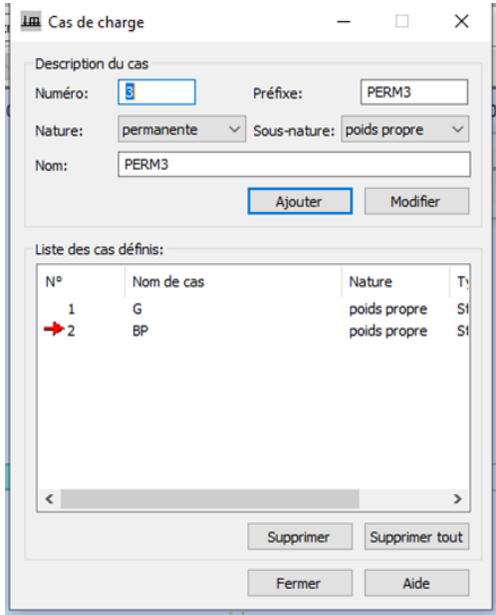 Cas de charge
Description du cas
Numéro: 3 Préfixe: PERM3
Nature: permanente Sous-nature: poids propre
Nom: PERM3
Ajouter Modifier
Liste des cas définis:
N° Nom de cas Nature
1 G poids propre
2 BP poids propre
Supprimer Supprimer tout
Fermer Aide